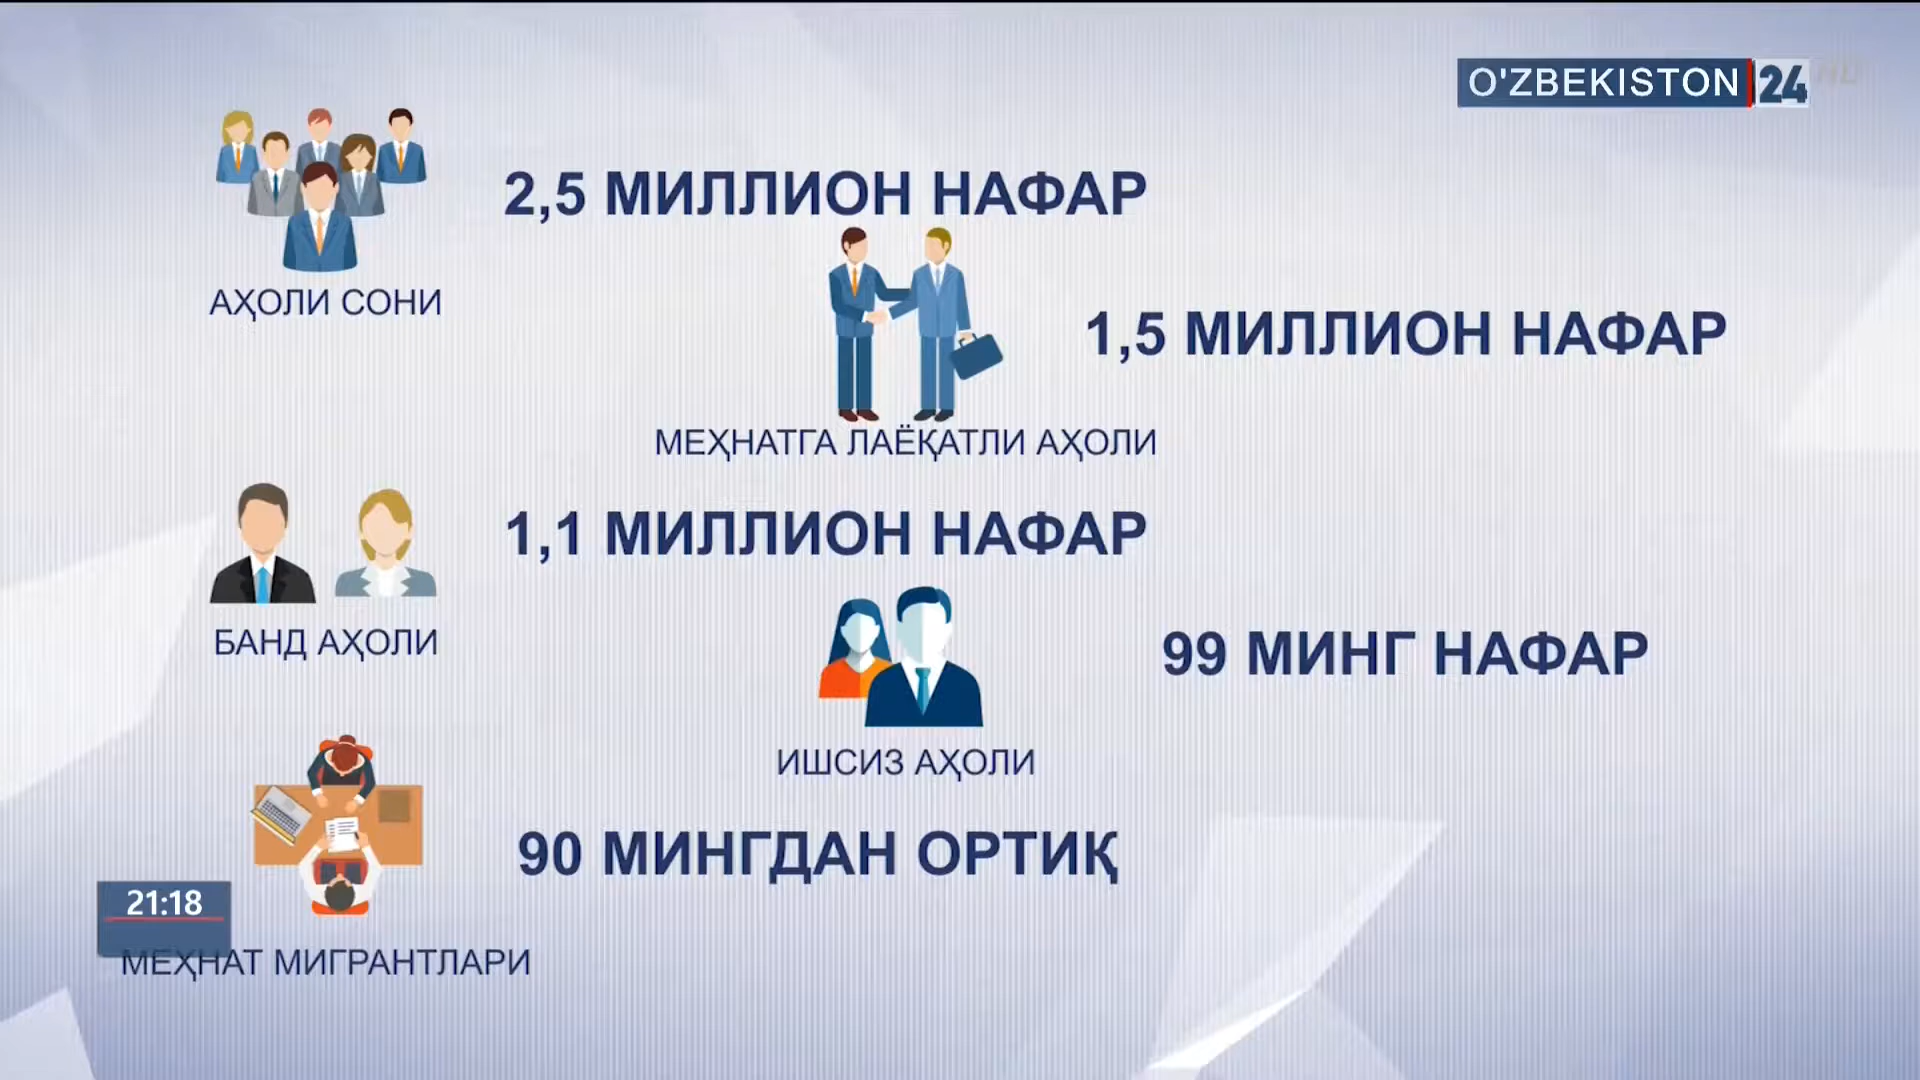 O'ZBEKISTON 24 HD
2,5 МИЛЛИОН НАФАР
АҲОЛИ СОНИ
1,5 МИЛЛИОН НАФАР
МЕҲНАТГА ЛАЁҚАТЛИ АҲОЛИ
1,1 МИЛЛИОН НАФАР
БАНД АҲОЛИ
99 МИНГ НАФАР
ИШСИЗ АҲОЛИ
90 МИНГДАН ОРТИҚ
21:18
МЕҲНАТ МИГРАНТЛАРИ